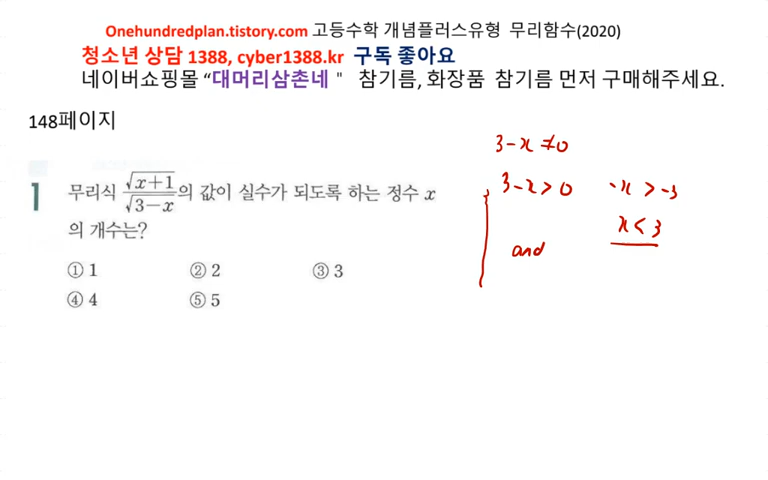 Onehundredplan.tistory.com 고등수학 개념플러스유형 무리함수(2020)
청소년 상담 1388, cyber1388.kr 구독 좋아요
네이버쇼핑몰 “대머리삼촌네 " 참기름, 화장품 참기름 먼저 구매해주세요.
148페이지
3-x ≠0
3-x>0 -x >-3
x<3
and
1 무리식 √x+1/√3-x의 값이 실수가 되도록 하는 정수 x
의 개수는?
① 1 ② 2 ③ 3
④ 4 ⑤ 5